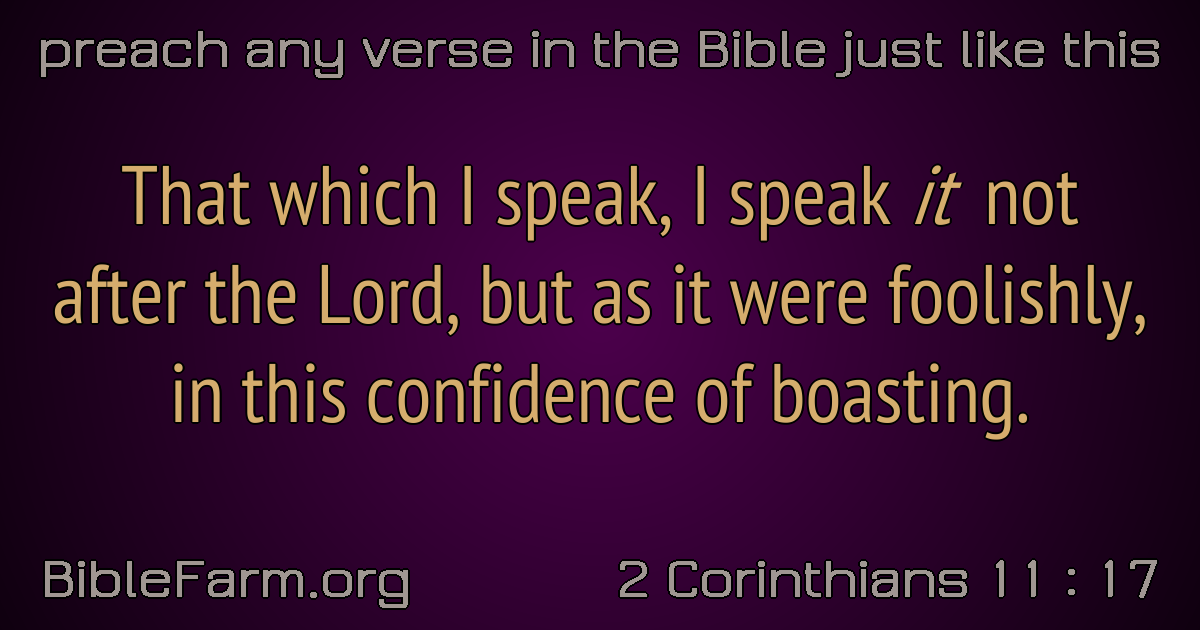 preach any verse in the Bible just like this
That which I speak, I speak it not
after the Lord, but as it were foolishly,
in this confidence of boasting.
BibleFarm.org
2 Corinthians 11 : 17